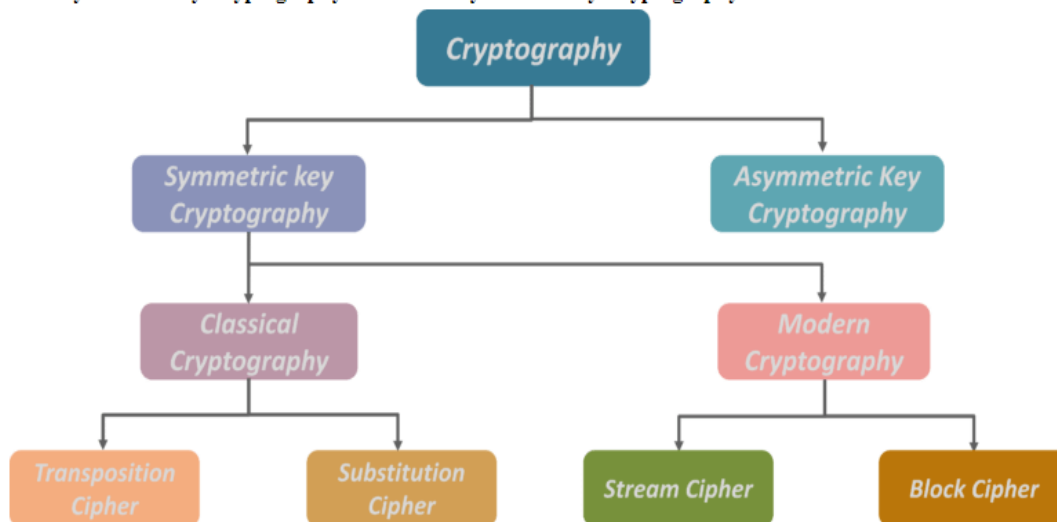 Cryptography
Symmetric key
Cryptography
Asymmetric Key
Cryptography
Classical
Cryptography
Modern
Cryptography
Transposition
Cipher
Substitution
Cipher
Stream Cipher
Block Cipher